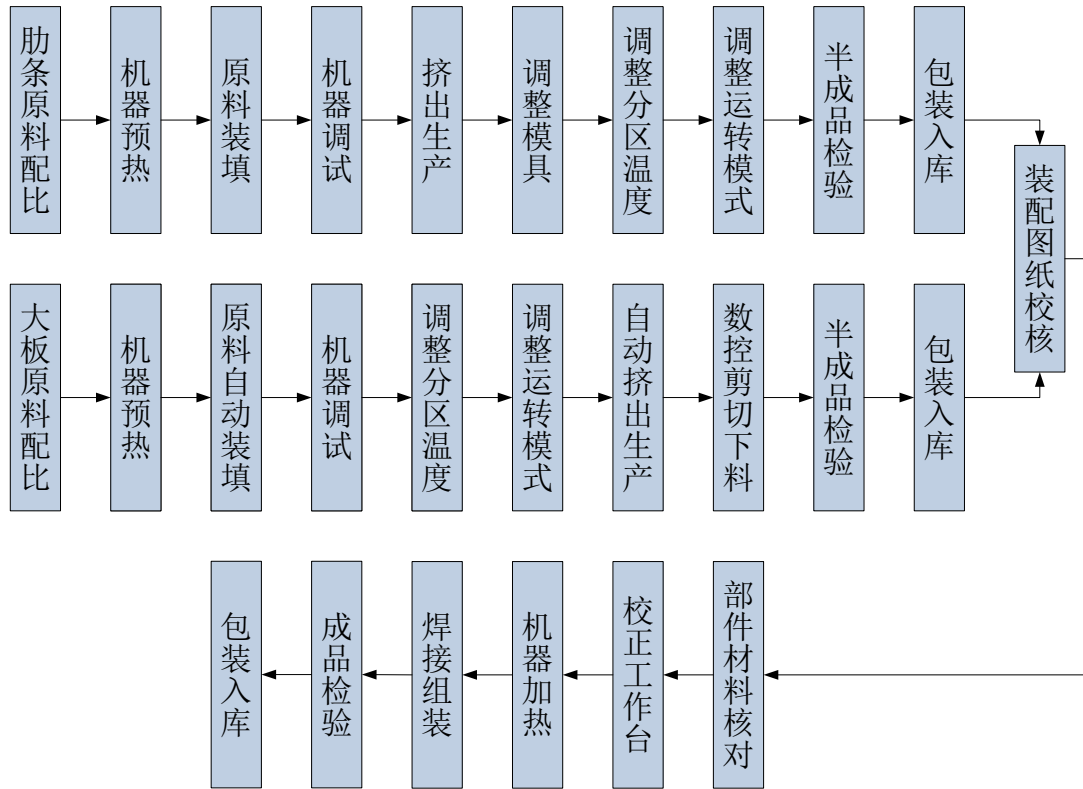 肋条原料配比
机器预热
原料装填
机器调试
挤出生产
调整模具
调整分区温度
调整运转模式
半成品检验
包装入库
装配图纸校核
大板原料配比
机器预热
原料自动装填
机器调试
调整分区温度
调整运转模式
自动挤出生产
数控剪切下料
半成品检验
包装入库
部件材料核对
校正工作台
机器加热
焊接组装
成品检验
包装入库